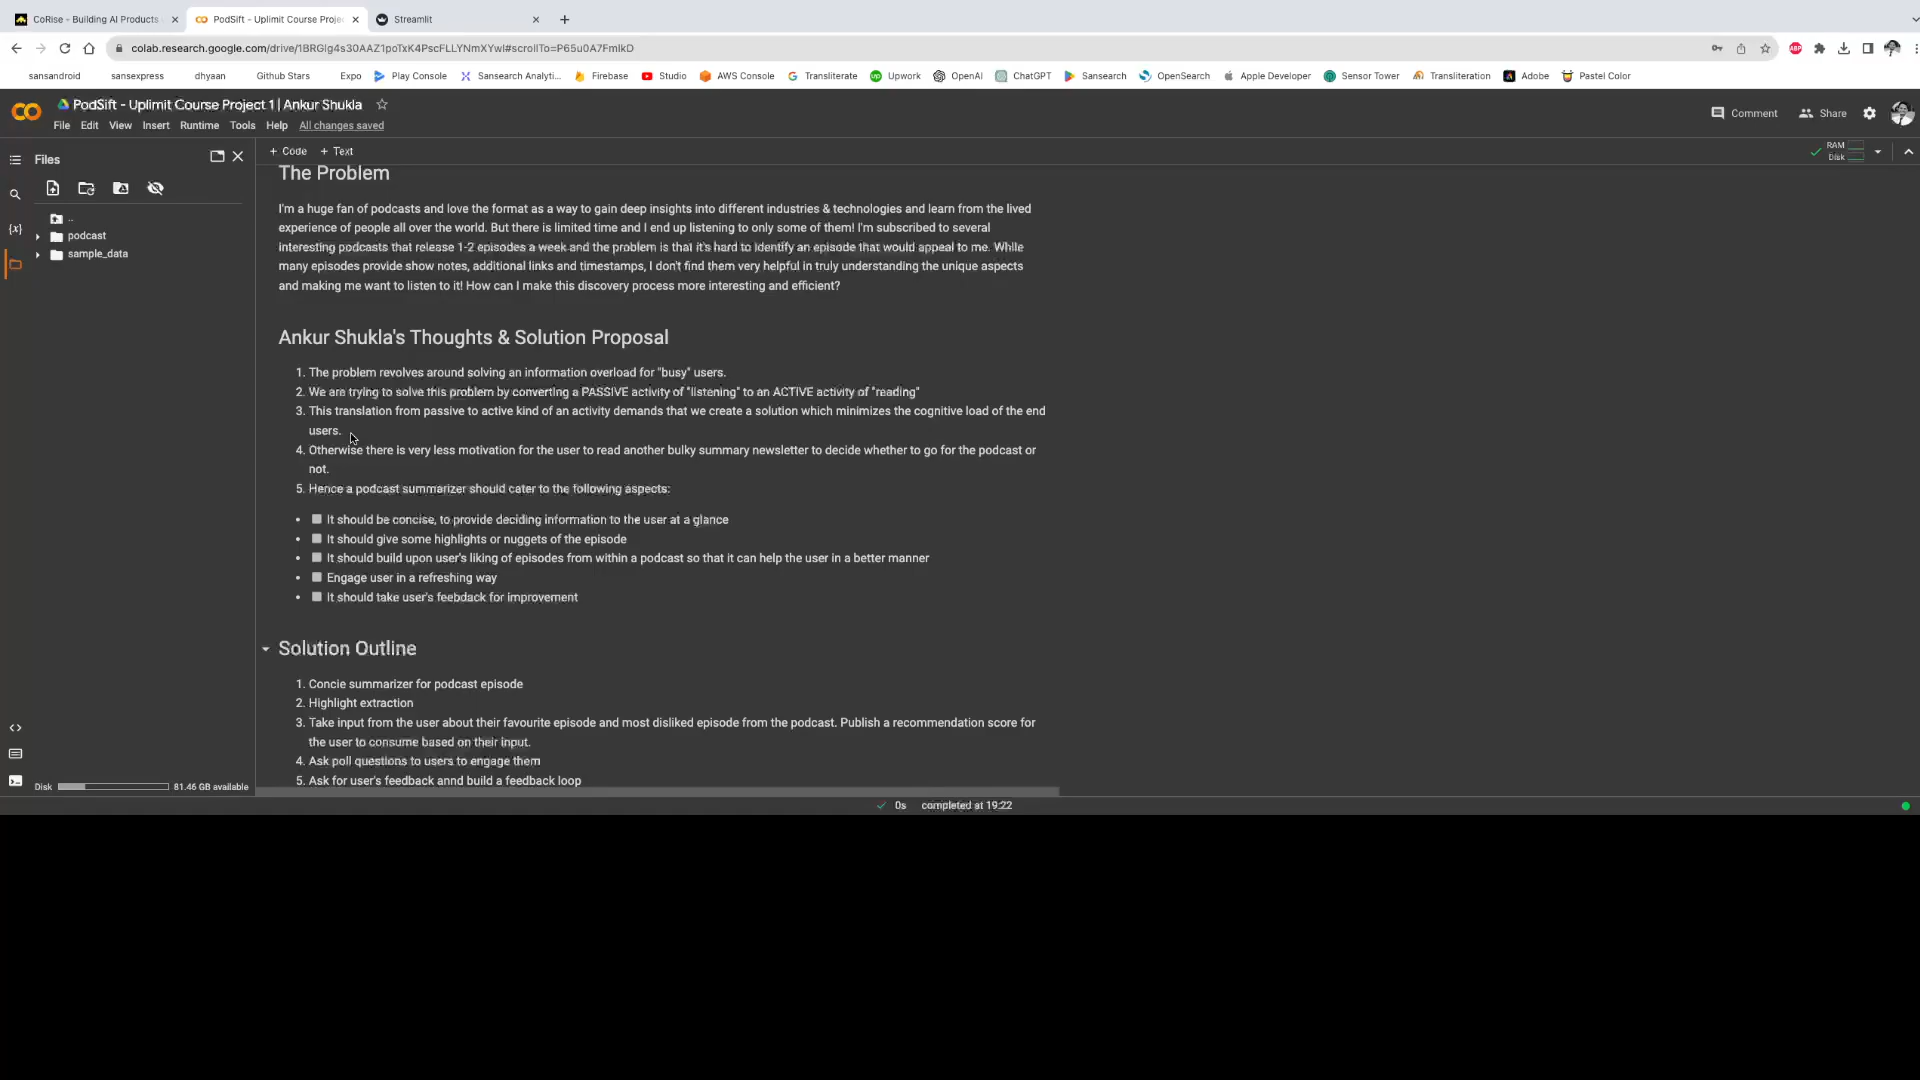 CoRise - Building AI Products
PodSift - Uplimit Course Projec
Streamlit
colab.research.google.com/drive/1BRGlg4s30AAZ1poTxK4PscFLLYNmXYwl#scrollTo=P65u0A7FmlkD
sansandroid sansexpress dhyaan Github Stars Expo Play Console Sansearch Analyti... Firebase Studio AWS Console Transliterate Upwork OpenAI ChatGPT Sansearch OpenSearch Apple Developer Sensor Tower Transliteration Adobe Pastel Color
PodSift - Uplimit Course Project 1 | Ankur Shukla
Comment Share
File Edit View Insert Runtime Tools Help All changes saved
Files
+ Code + Text
RAM
Disk
..
podcast
sample_data
The Problem
I'm a huge fan of podcasts and love the format as a way to gain deep insights into different industries & technologies and learn from the lived
experience of people all over the world. But there is limited time and I end up listening to only some of them! I'm subscribed to several
interesting podcasts that release 1-2 episodes a week and the problem is that it's hard to identify an episode that would appeal to me. While
many episodes provide show notes, additional links and timestamps, I don't find them very helpful in truly understanding the unique aspects
and making me want to listen to it! How can I make this discovery process more interesting and efficient?
Ankur Shukla's Thoughts & Solution Proposal
1. The problem revolves around solving an information overload for "busy" users.
2. We are trying to solve this problem by converting a PASSIVE activity of "listening" to an ACTIVE activity of "reading"
3. This translation from passive to active kind of an activity demands that we create a solution which minimizes the cognitive load of the end
users.
4. Otherwise there is very less motivation for the user to read another bulky summary newsletter to decide whether to go for the podcast or
not.
5. Hence a podcast summarizer should cater to the following aspects:
• It should be concise, to provide deciding information to the user at a glance
• It should give some highlights or nuggets of the episode
• It should build upon user's liking of episodes from within a podcast so that it can help the user in a better manner
• Engage user in a refreshing way
• It should take user's feebdack for improvement
Solution Outline
1. Concie summarizer for podcast episode
2. Highlight extraction
3. Take input from the user about their favourite episode and most disliked episode from the podcast. Publish a recommendation score for
the user to consume based on their input.
4. Ask poll questions to users to engage them
5. Ask for user's feedback annd build a feedback loop
Disk 81.46 GB available
0s completed at 19:22